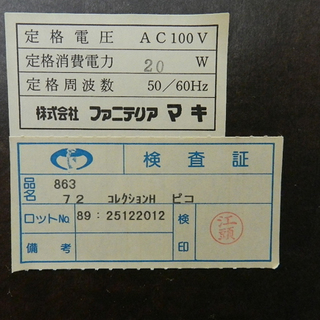 定格電圧 AC100V
定格消費電力 20 W
定格周波数 50/60Hz
株式会社 ファニテリア マキ
検査証
品名 863
72 コレクションH ピコ
ロットNo. 89:25122012 検印 江頭
備考